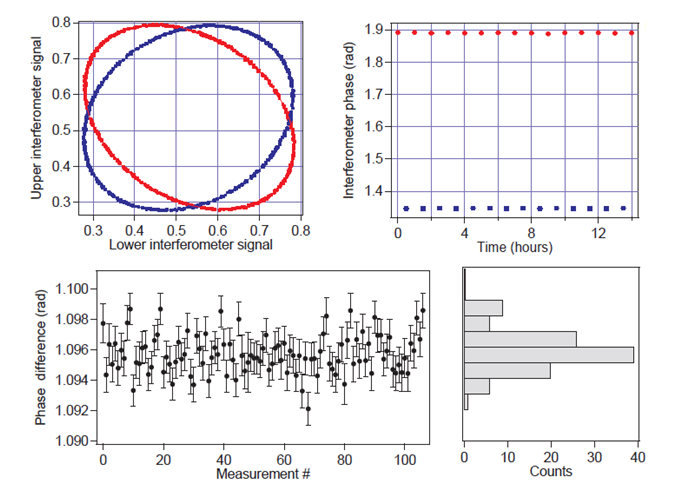 Upper interferometer signal
0.8
0.7
0.6
0.5
0.4
0.3
0.3 0.4 0.5 0.6 0.7 0.8
Lower interferometer signal
Interferometer phase (rad)
1.9
1.8
1.7
1.6
1.5
1.4
0 4 8 12
Time (hours)
Phase difference (rad)
1.100
1.098
1.096
1.094
1.092
1.090
0 20 40 60 80 100
Measurement #
0 10 20 30 40
Counts